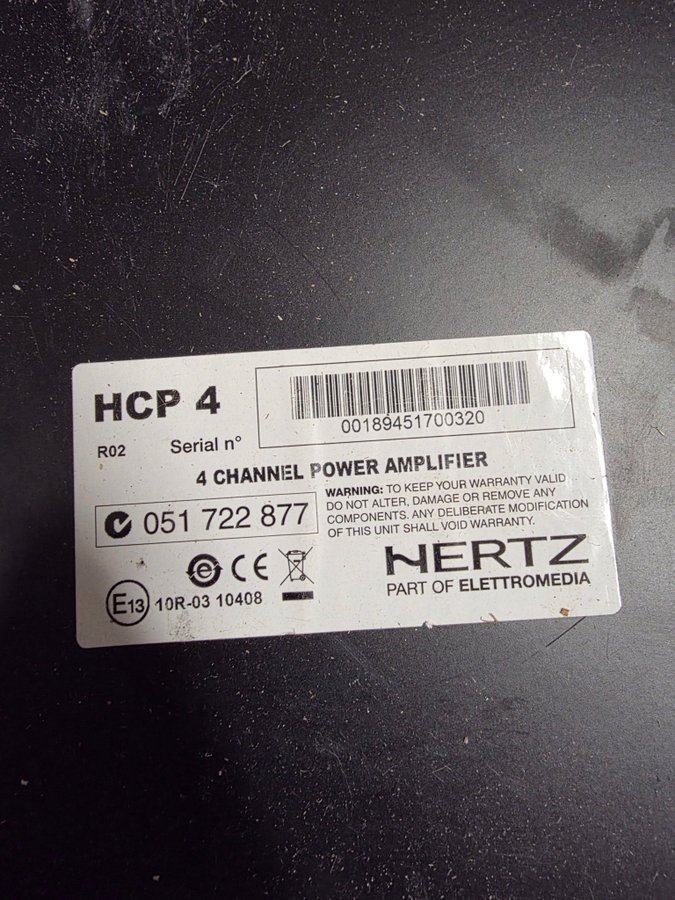 HCP 4
R02 Serial n°
00189451700320
4 CHANNEL POWER AMPLIFIER
051 722 877
WARNING: TO KEEP YOUR WARRANTY VALID
DO NOT ALTER, DAMAGE OR REMOVE ANY
COMPONENTS. ANY DELIBERATE MODIFICATION
OF THIS UNIT SHALL VOID WARRANTY.
CE
E13 10R-03 10408
HERTZ
PART OF ELETTROMEDIA